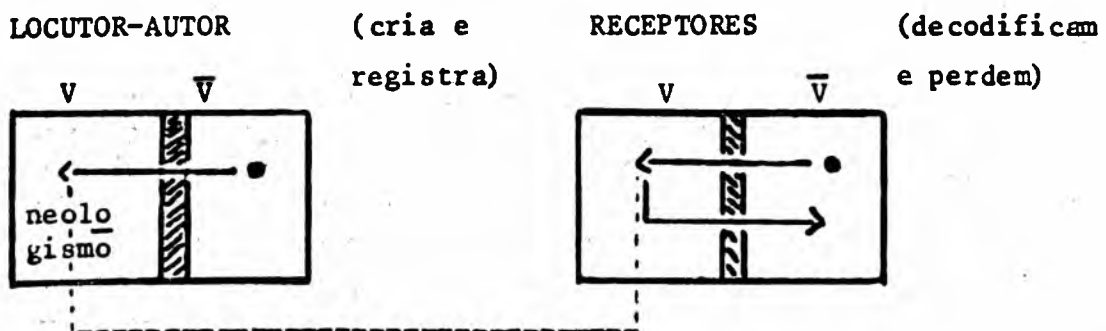 LOCUTOR-AUTOR (cria e RECEPTORES (decodificam
registra) e perdem)
V V̅ V V̅
neolo
gismo